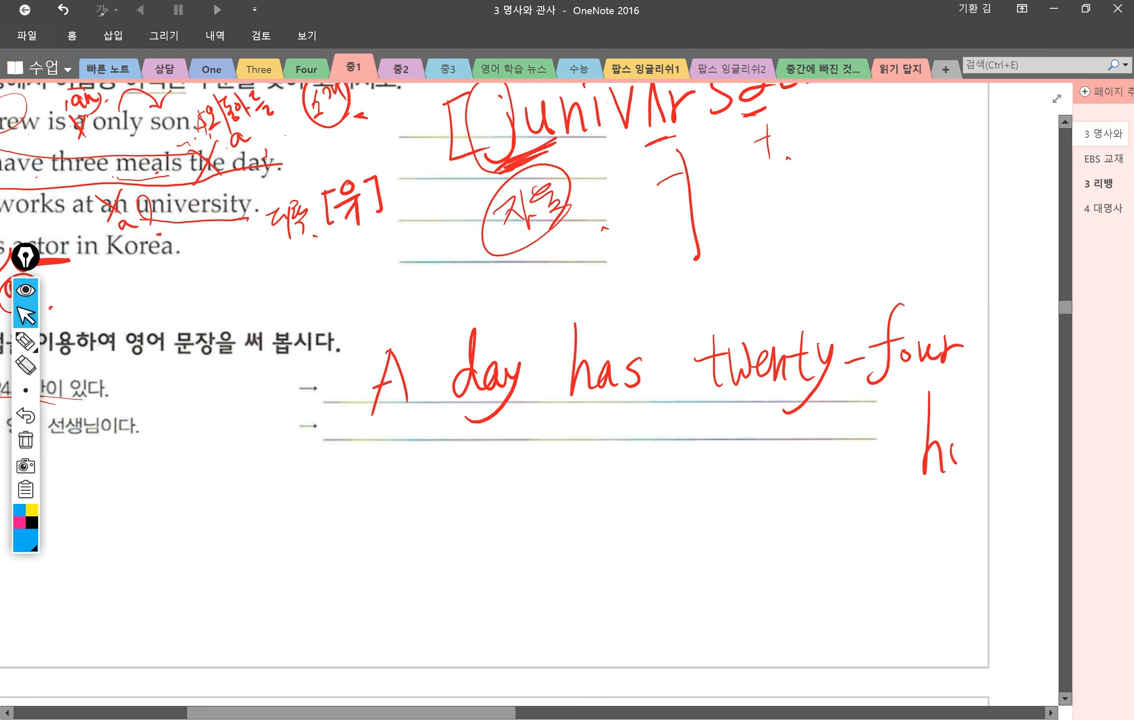 3 명사와 관사 - OneNote 2016
기환 김
파일 홈 삽입 그리기 내역 검토 보기
수업 빠른 노트 상담 One Three Four 중1 중2 중3 영어 학습 뉴스 수능 팝스 잉글리쉬1 팝스 잉글리쉬2 중간에 빠진 것... 읽기 답지 +
검색(Ctrl+E)
페이지 추
3 명사와
EBS 교재
3 리뱅
4 대명사
an
rew is a only son.
a
have three meals the day.
works at an university.
a
[유]
자음
s actor in Korea.
이용하여 영어 문장을 써 봅시다.
이 있다. →
A day has twenty-four
선생님이다. →